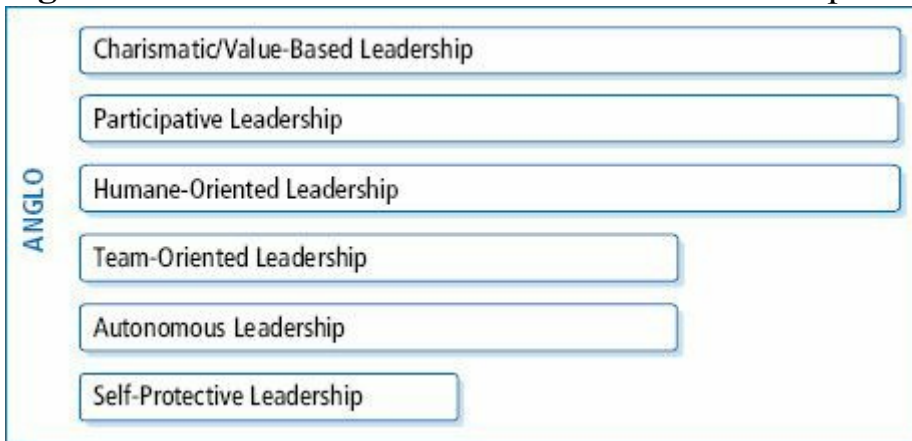 Charismatic/Value-Based Leadership
Participative Leadership
Humane-Oriented Leadership
ANGLO
Team-Oriented Leadership
Autonomous Leadership
Self-Protective Leadership